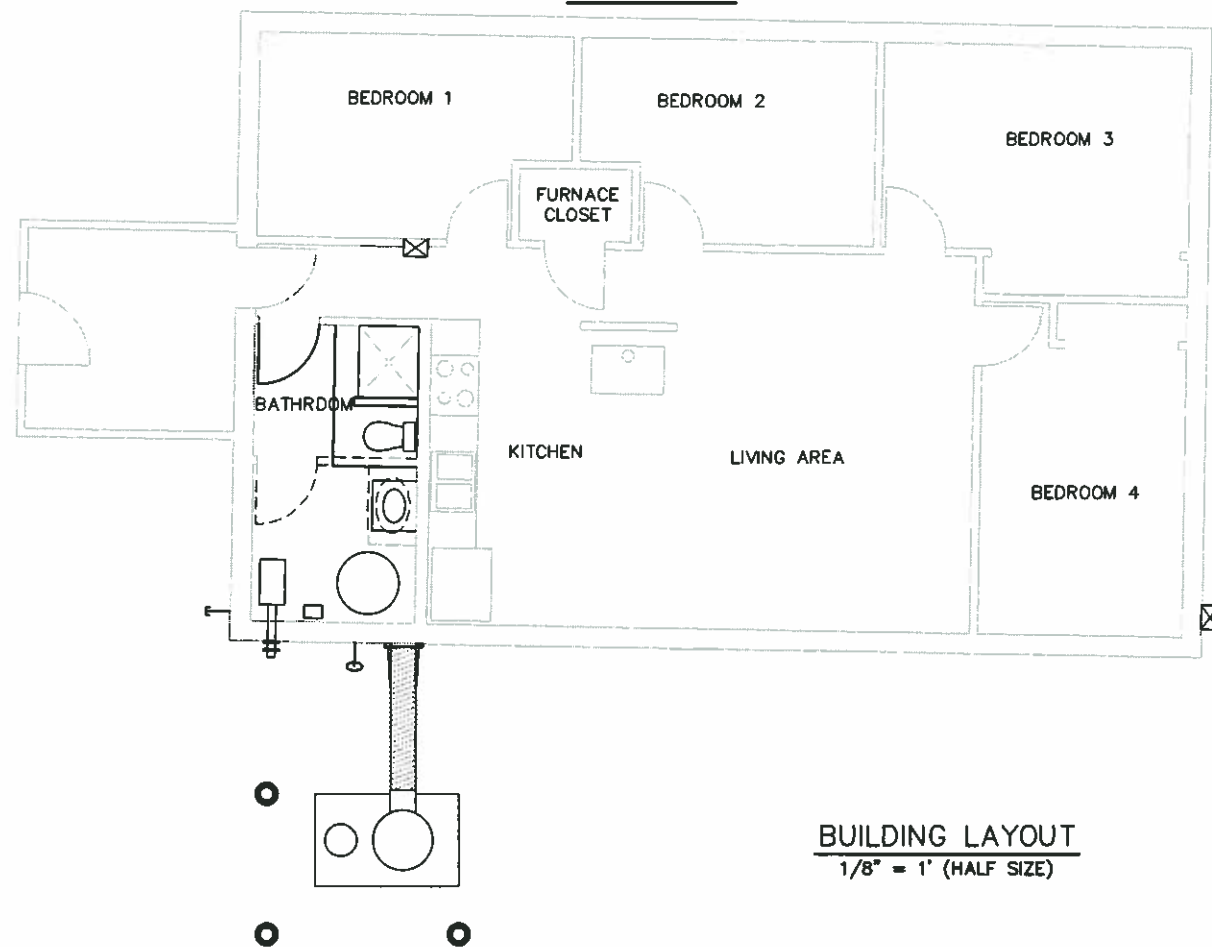 BEDROOM 1
BEDROOM 2
BEDROOM 3
FURNACE
CLOSET
BATHROOM
KITCHEN
LIVING AREA
BEDROOM 4
BUILDING LAYOUT
1/8" = 1' (HALF SIZE)